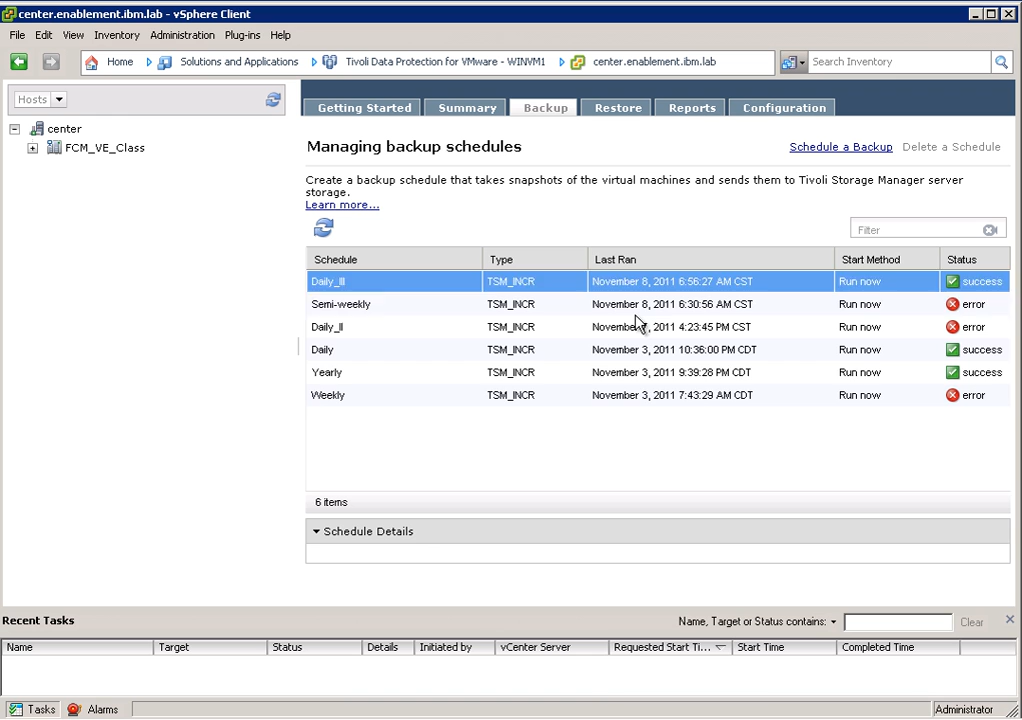 center.enablement.ibm.lab - vSphere Client
File Edit View Inventory Administration Plug-ins Help
Home Solutions and Applications Tivoli Data Protection for VMware - WINVM1 center.enablement.ibm.lab Search Inventory
Hosts
center
FCM_VE_Class
Getting Started Summary Backup Restore Reports Configuration
Managing backup schedules Schedule a Backup Delete a Schedule
Create a backup schedule that takes snapshots of the virtual machines and sends them to Tivoli Storage Manager server
storage.
Learn more...
Filter
Schedule Type Last Ran Start Method Status
Daily_III TSM_INCR November 8, 2011 6:56:27 AM CST Run now success
Semi-weekly TSM_INCR November 8, 2011 6:30:56 AM CST Run now error
Daily_II TSM_INCR November , 2011 4:23:45 PM CST Run now error
Daily TSM_INCR November 3, 2011 10:36:00 PM CDT Run now success
Yearly TSM_INCR November 3, 2011 9:39:28 PM CDT Run now success
Weekly TSM_INCR November 3, 2011 7:43:29 AM CDT Run now error
6 items
Schedule Details
Recent Tasks Name, Target or Status contains: Clear
Name Target Status Details Initiated by vCenter Server Requested Start Ti... Start Time Completed Time
Tasks Alarms Administrator